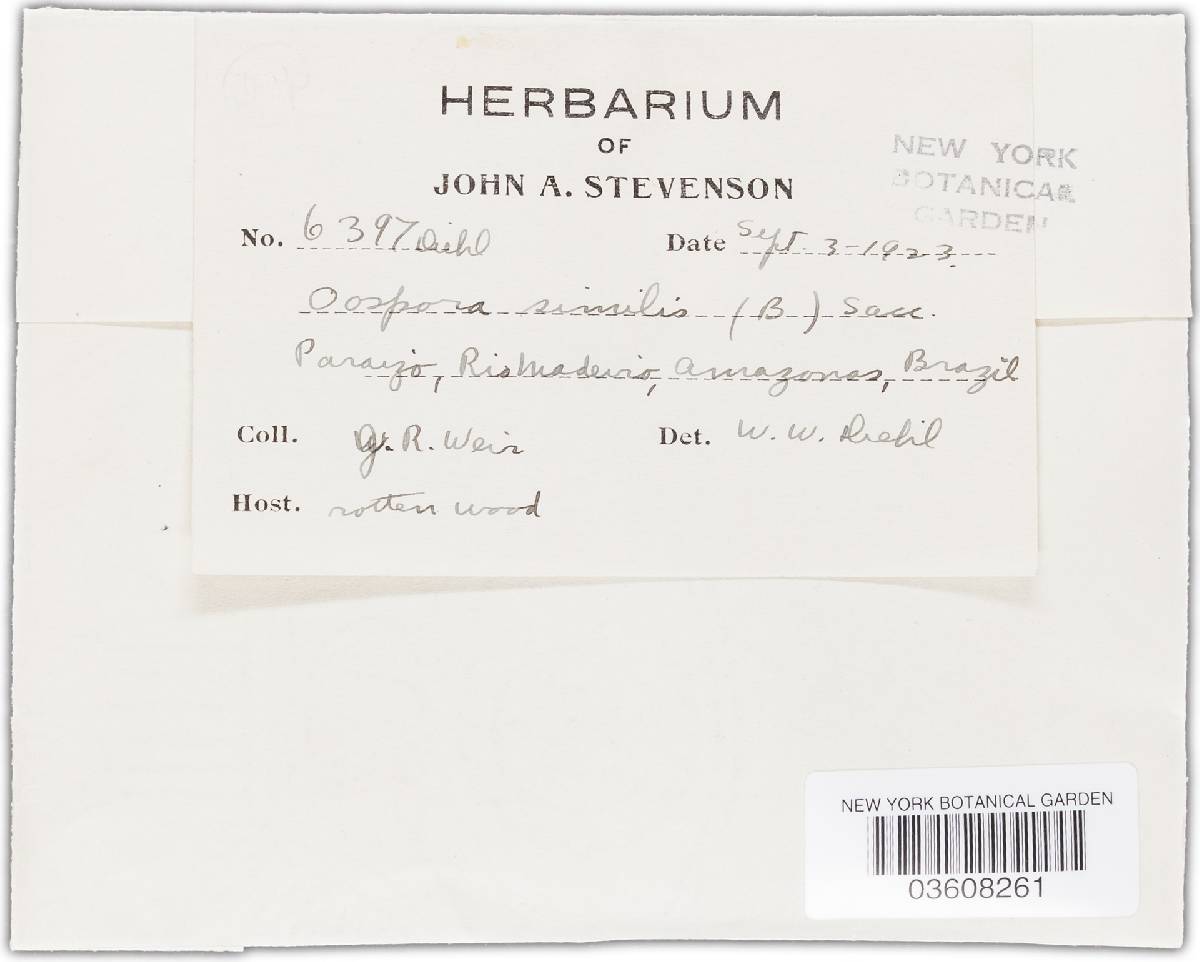 HERBARIUM
OF
JOHN A. STEVENSON
NEW YORK
BOTANICAL
GARDEN
No. 6397 Diehl Date Sept. 3-1923.
Oospora similis (B) Sacc.
Paraizo, Rio Madeiro, Amazonas, Brazil
Coll. J. R. Weir Det. W. W. Diehl
Host. rotten wood
NEW YORK BOTANICAL GARDEN
03608261